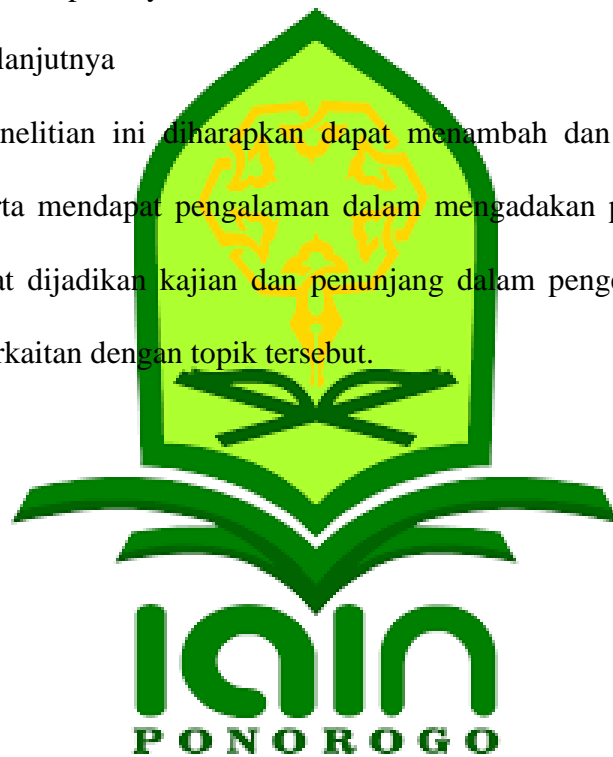 lanjutnya
nelitian ini diharapkan dapat menambah dan
rta mendapat pengalaman dalam mengadakan p
at dijadikan kajian dan penunjang dalam penge
rkaitan dengan topik tersebut.
iain
PONOROGO